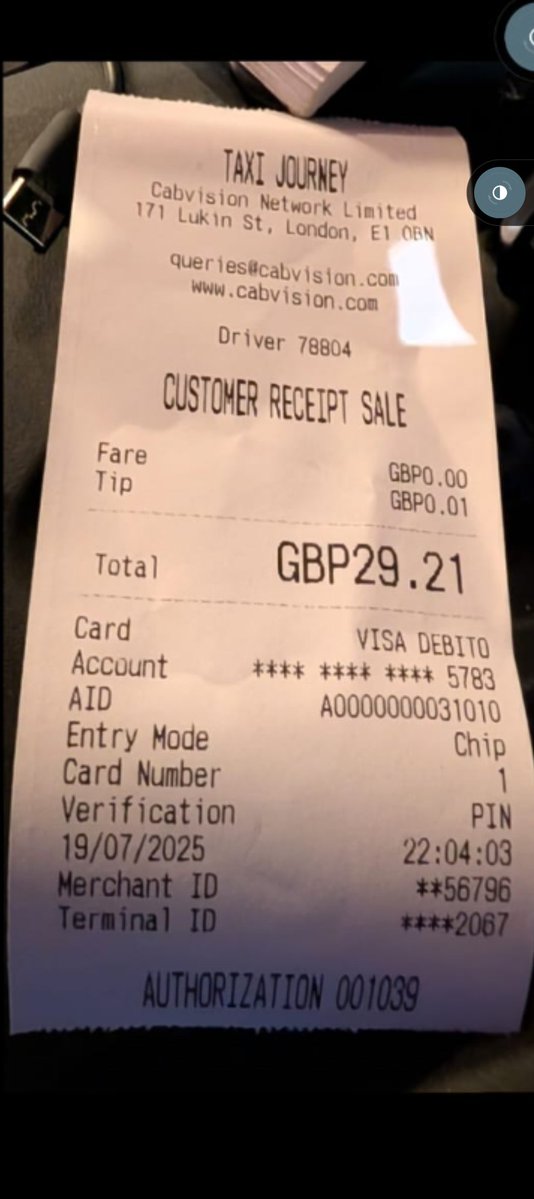 TAXI JOURNEY
Cabvision Network Limited
171 Lukin St, London, E1 0BN
queries@cabvision.com
www.cabvision.com
Driver 78804
CUSTOMER RECEIPT SALE
Fare GBP0.00
Tip GBP0.01
Total GBP29.21
Card VISA DEBITO
Account **** **** **** 5783
AID A0000000031010
Entry Mode Chip
Card Number 1
Verification PIN
19/07/2025 22:04:03
Merchant ID **56796
Terminal ID ****2067
AUTHORIZATION 001039